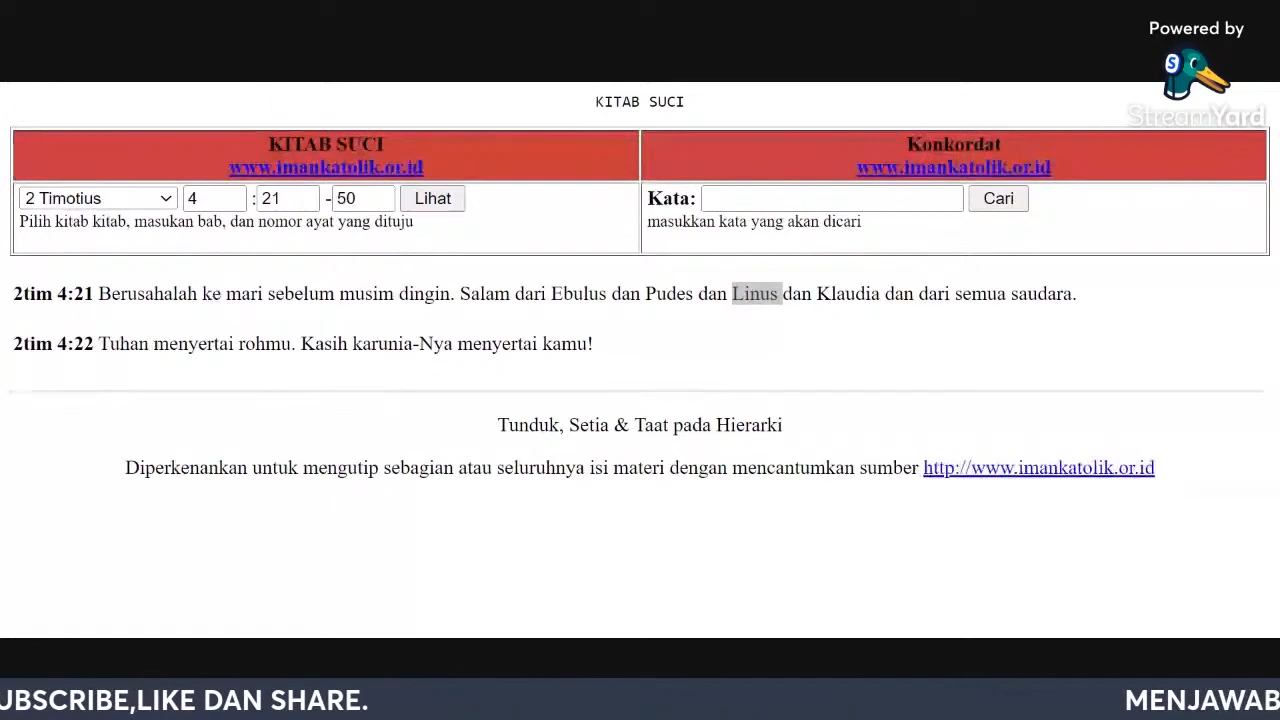 Powered by
StreamYard
KITAB SUCI
KITAB SUCI
www.imankatolik.or.id
Konkordat
www.imankatolik.or.id
2 Timotius 4 : 21 - 50 Lihat
Pilih kitab kitab, masukan bab, dan nomor ayat yang dituju
Kata: Cari
masukkan kata yang akan dicari
2tim 4:21 Berusahalah ke mari sebelum musim dingin. Salam dari Ebulus dan Pudes dan Linus dan Klaudia dan dari semua saudara.
2tim 4:22 Tuhan menyertai rohmu. Kasih karunia-Nya menyertai kamu!
Tunduk, Setia & Taat pada Hierarki
Diperkenankan untuk mengutip sebagian atau seluruhnya isi materi dengan mencantumkan sumber http://www.imankatolik.or.id
UBSCRIBE,LIKE DAN SHARE. MENJAWAB